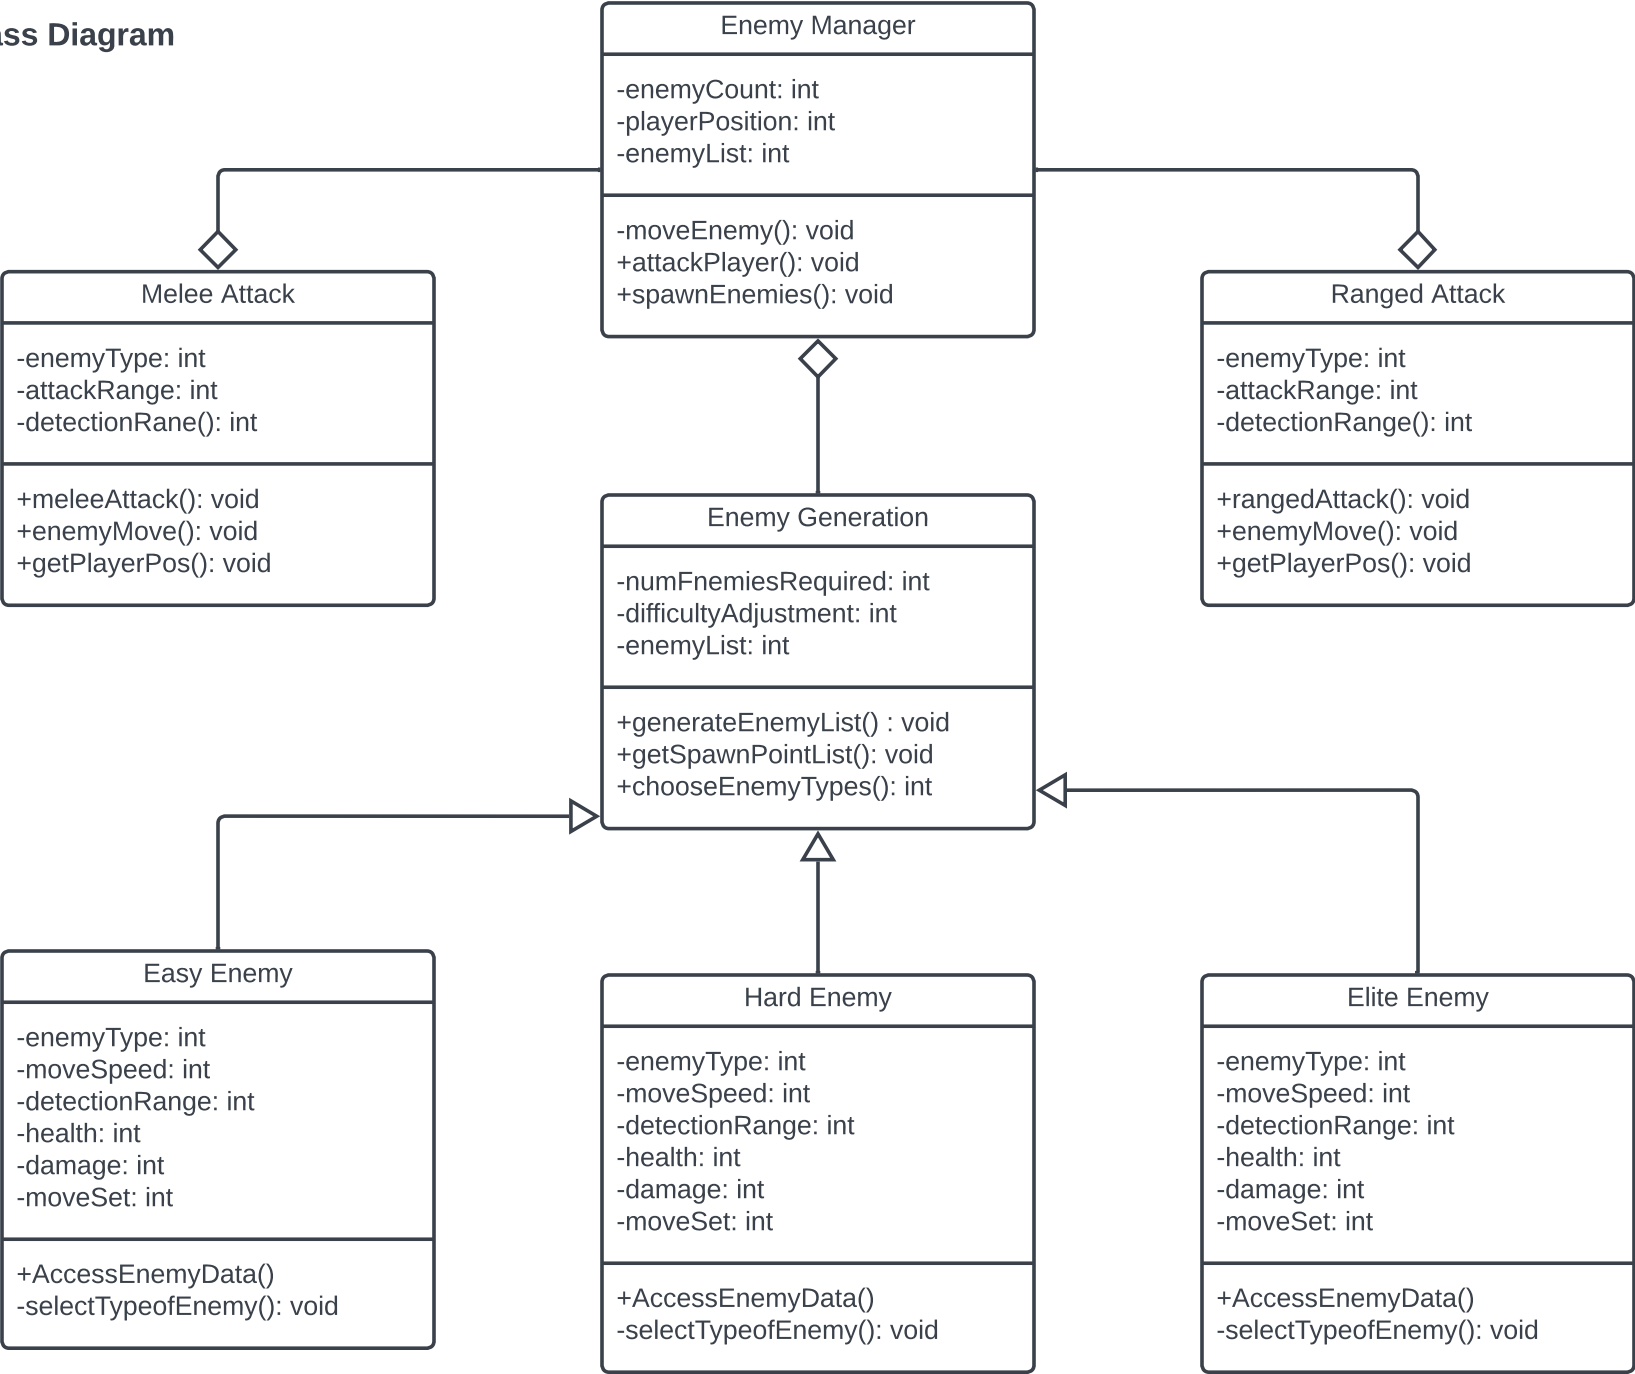 ss Diagram
Enemy Manager
-enemyCount: int
-playerPosition: int
-enemyList: int
-moveEnemy(): void
+attackPlayer(): void
+spawnEnemies(): void
Melee Attack
-enemyType: int
-attackRange: int
-detectionRane(): int
+meleeAttack(): void
+enemyMove(): void
+getPlayerPos(): void
Ranged Attack
-enemyType: int
-attackRange: int
-detectionRange(): int
+rangedAttack(): void
+enemyMove(): void
+getPlayerPos(): void
Enemy Generation
-numFnemiesRequired: int
-difficultyAdjustment: int
-enemyList: int
+generateEnemyList() : void
+getSpawnPointList(): void
+chooseEnemyTypes(): int
Easy Enemy
-enemyType: int
-moveSpeed: int
-detectionRange: int
-health: int
-damage: int
-moveSet: int
+AccessEnemyData()
-selectTypeofEnemy(): void
Hard Enemy
-enemyType: int
-moveSpeed: int
-detectionRange: int
-health: int
-damage: int
-moveSet: int
+AccessEnemyData()
-selectTypeofEnemy(): void
Elite Enemy
-enemyType: int
-moveSpeed: int
-detectionRange: int
-health: int
-damage: int
-moveSet: int
+AccessEnemyData()
-selectTypeofEnemy(): void